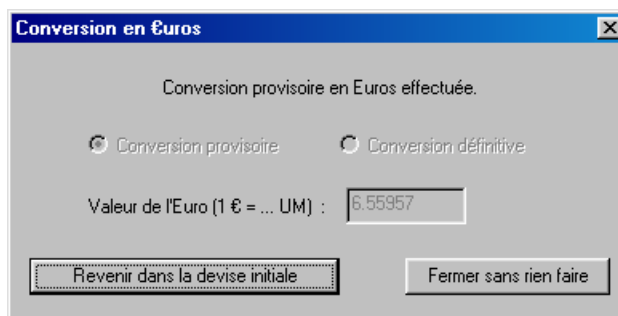 Conversion en €uros
Conversion provisoire en Euros effectuée.
Conversion provisoire Conversion définitive
Valeur de l'Euro (1 € = ... UM) : 6.55957
Revenir dans la devise initiale Fermer sans rien faire